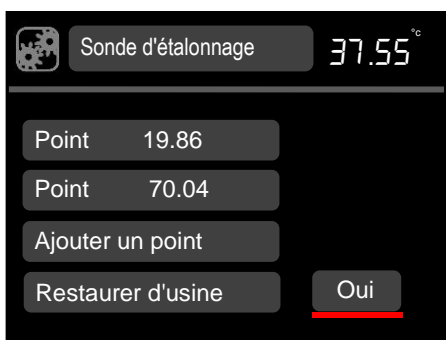 Sonde d'étalonnage 37.55 °c
Point 19.86
Point 70.04
Ajouter un point
Restaurer d'usine Oui